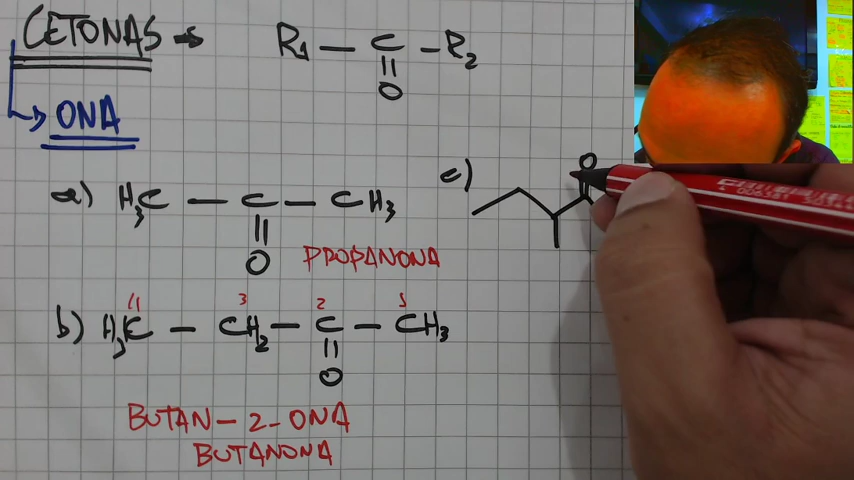 CETONAS →
R1 — C — R2
O
ONA
a) H3C — C — CH3
O
PROPANONA
b) H3C — CH2 — C — CH3
4 3 2 1
O
BUTAN-2-ONA
BUTANONA
c)
O